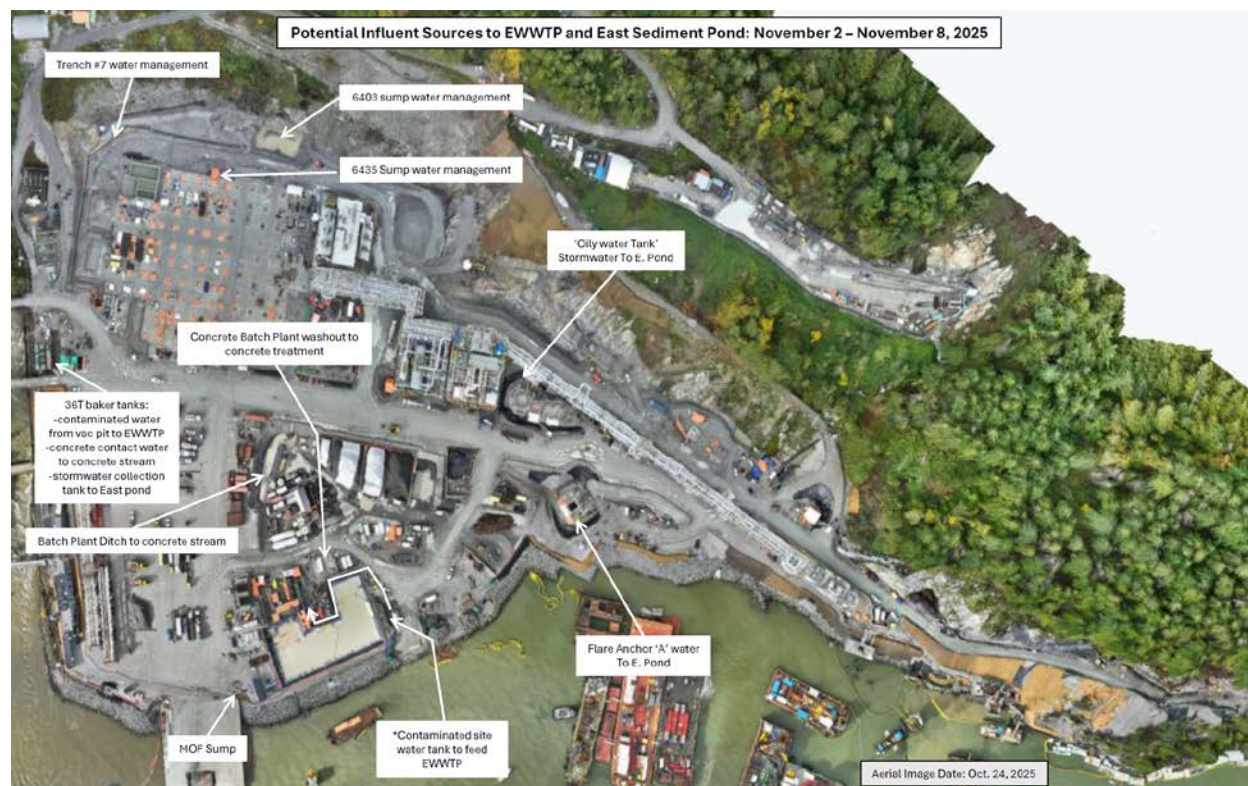 Potential Influent Sources to EWWTP and East Sediment Pond: November 2 – November 8, 2025
Trench #7 water management
6403 sump water management
6435 Sump water management
'Oily water Tank'
Stormwater To E. Pond
Concrete Batch Plant washout to
concrete treatment
36T baker tanks:
-contaminated water
from vac pit to EWWTP
-concrete contact water
to concrete stream
-stormwater collection
tank to East pond
Batch Plant Ditch to concrete stream
Flare Anchor 'A' water
To E. Pond
MOF Sump
*Contaminated site
water tank to feed
EWWTP
Aerial Image Date: Oct. 24, 2025